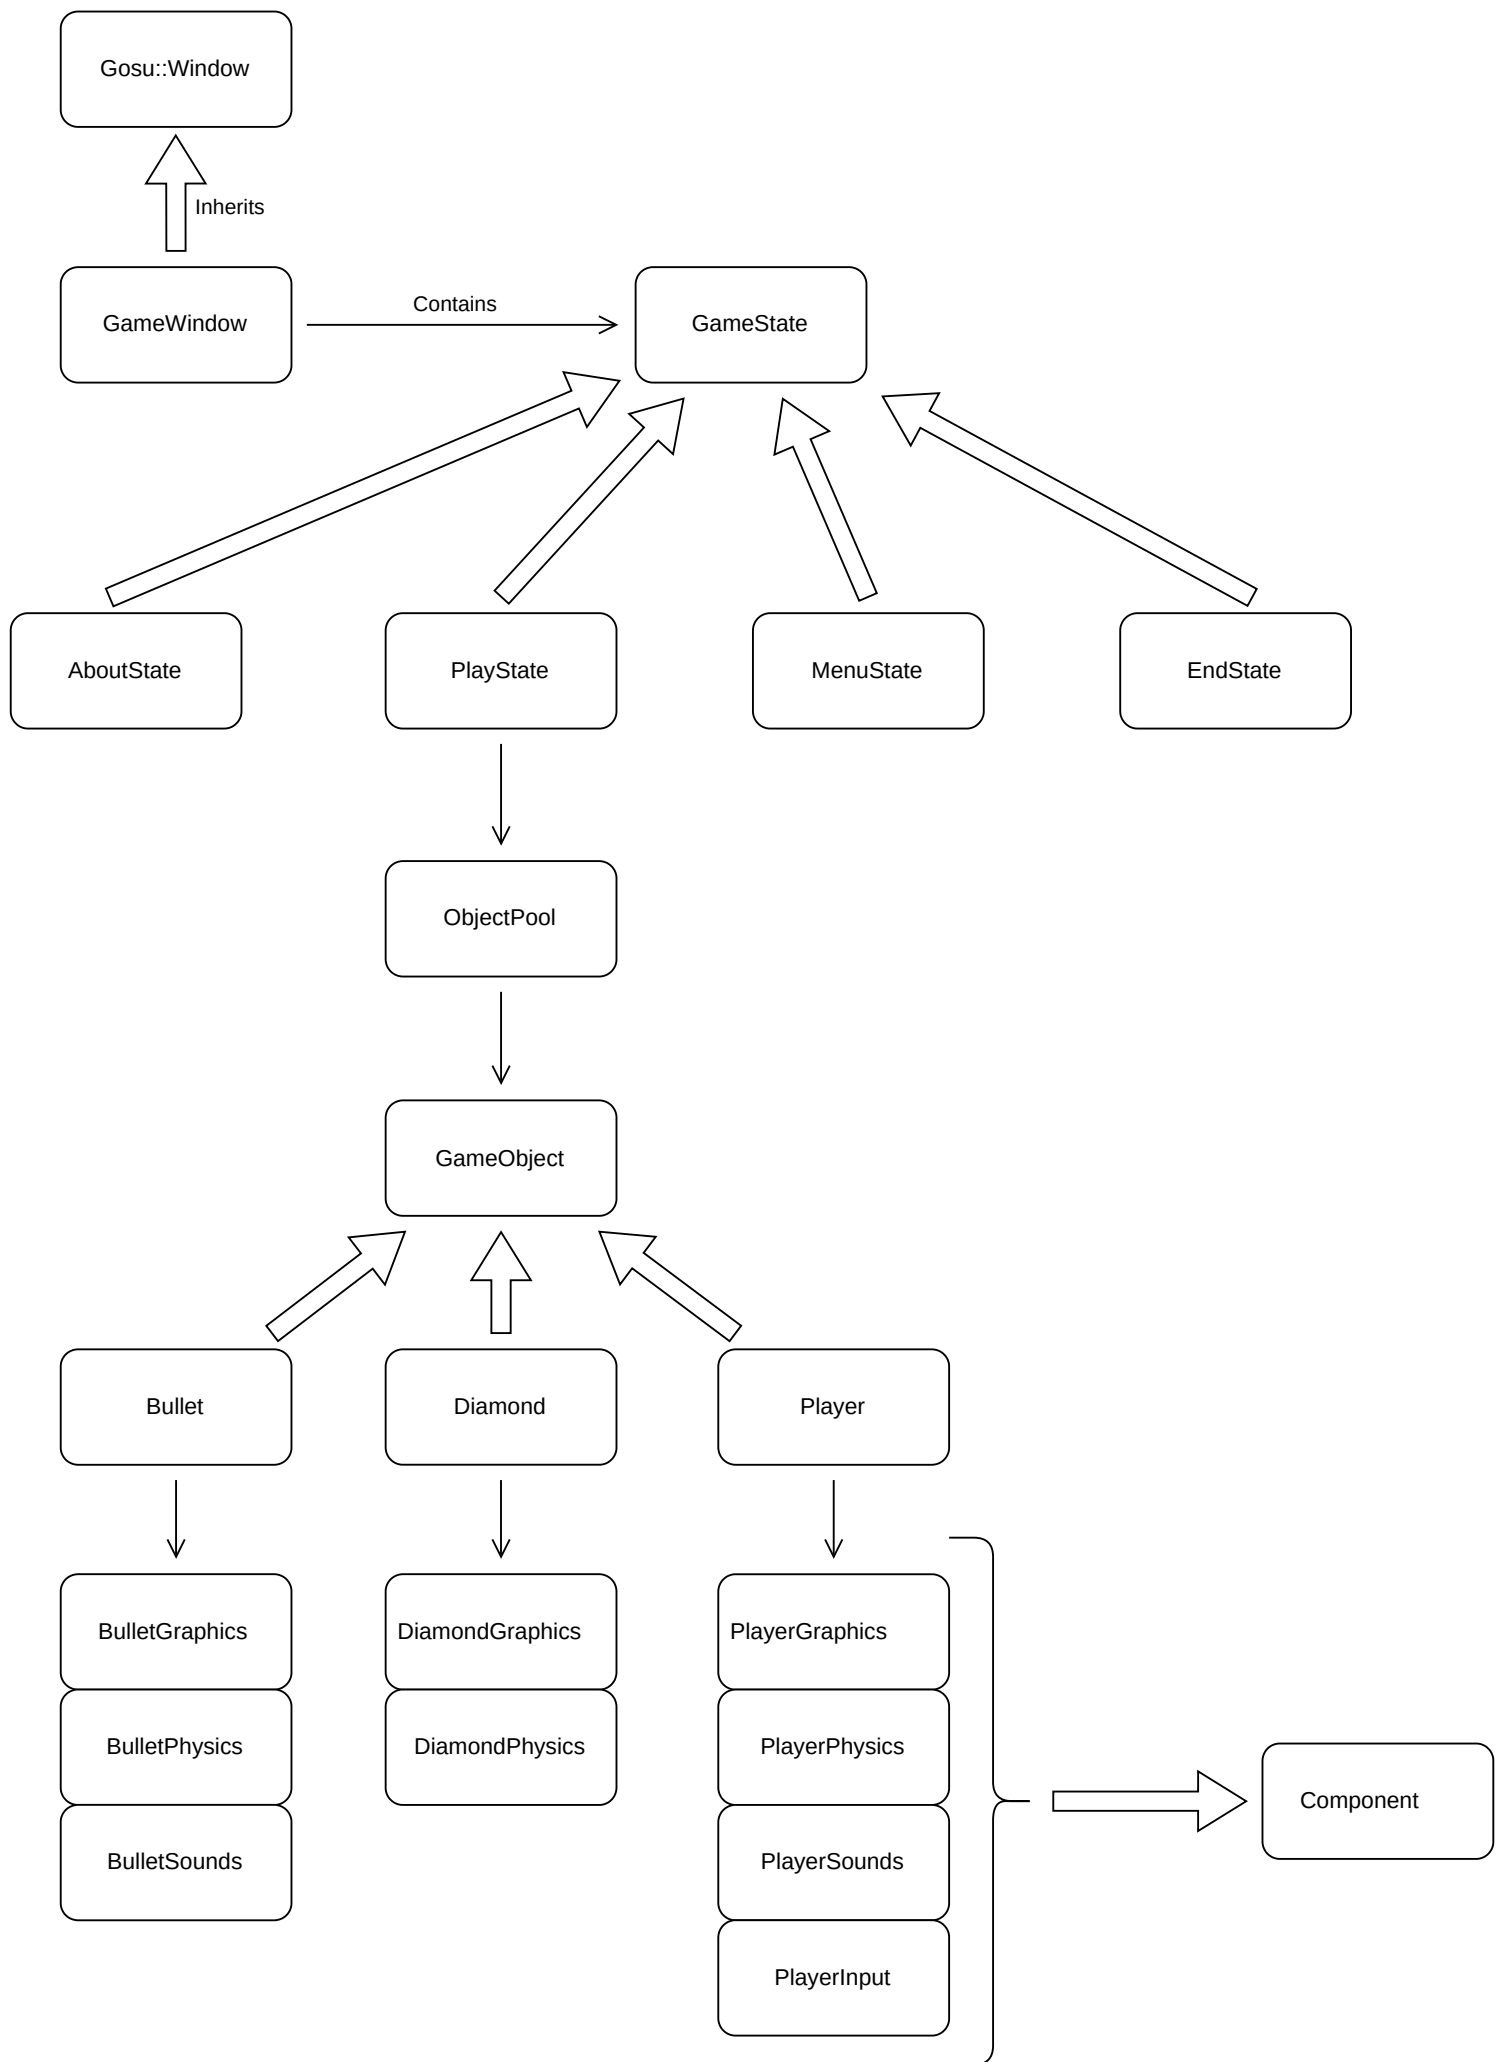 Gosu::Window
Inherits
GameWindow
Contains
GameState
AboutState
PlayState
MenuState
EndState
ObjectPool
GameObject
Bullet
Diamond
Player
BulletGraphics
DiamondGraphics
PlayerGraphics
BulletPhysics
DiamondPhysics
PlayerPhysics
Component
BulletSounds
PlayerSounds
PlayerInput